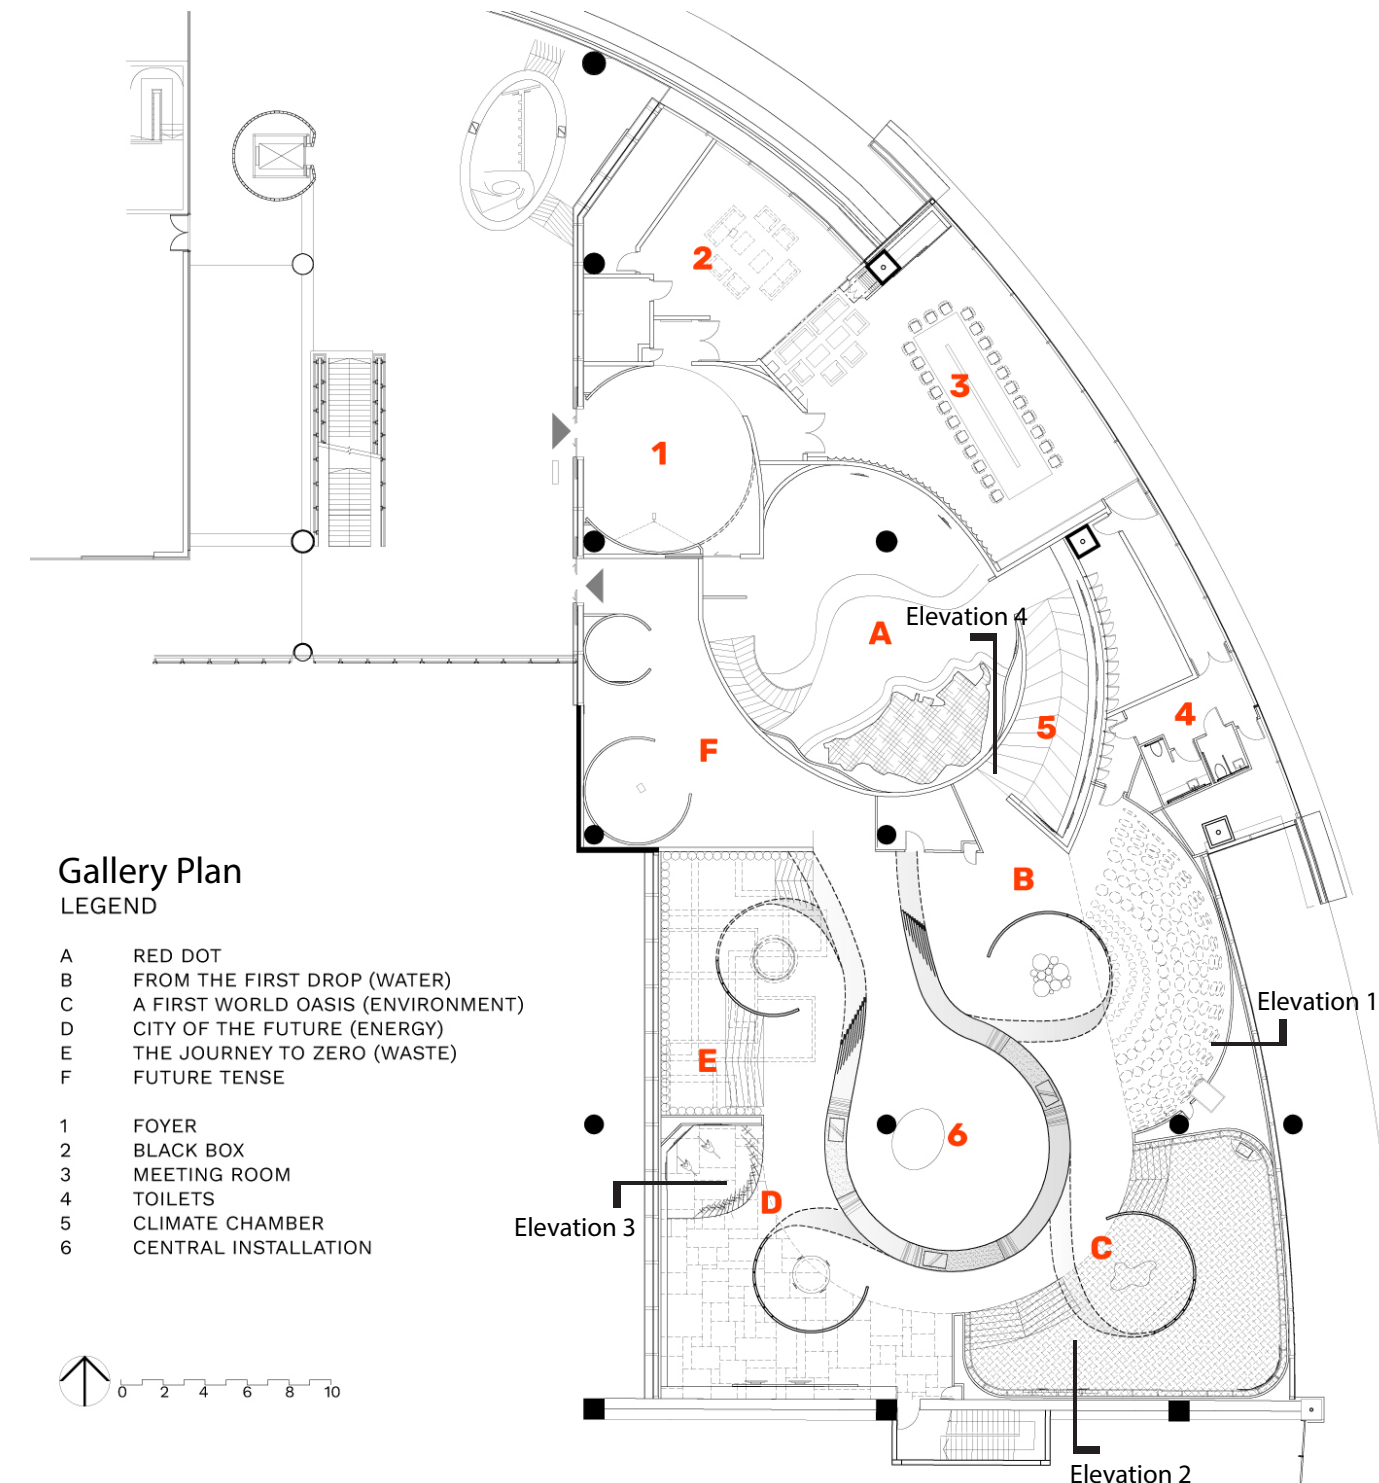 2
3
1
Elevation 4
A
4
5
F
Gallery Plan
LEGEND
A RED DOT
B FROM THE FIRST DROP (WATER)
C A FIRST WORLD OASIS (ENVIRONMENT)
D CITY OF THE FUTURE (ENERGY)
E THE JOURNEY TO ZERO (WASTE)
F FUTURE TENSE
1 FOYER
2 BLACK BOX
3 MEETING ROOM
4 TOILETS
5 CLIMATE CHAMBER
6 CENTRAL INSTALLATION
B
Elevation 1
E
6
D
Elevation 3
C
0 2 4 6 8 10
Elevation 2